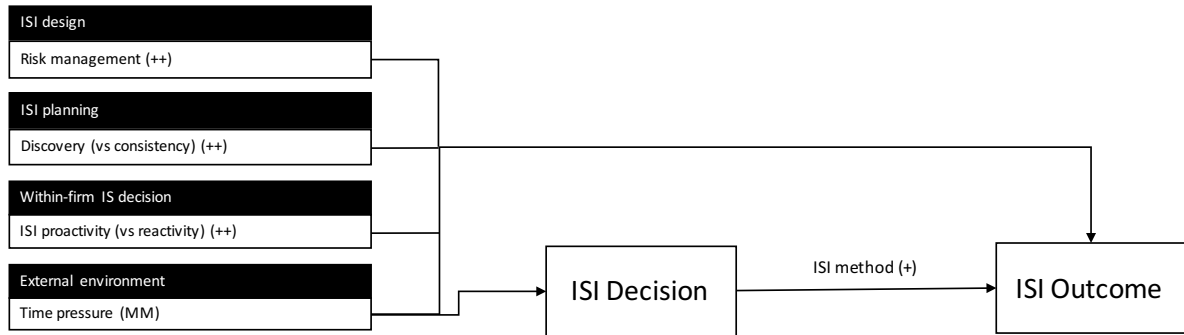 ISI design
Risk management (++)
ISI planning
Discovery (vs consistency) (++)
Within-firm IS decision
ISI proactivity (vs reactivity) (++)
External environment
Time pressure (MM)
ISI Decision
ISI method (+)
ISI Outcome